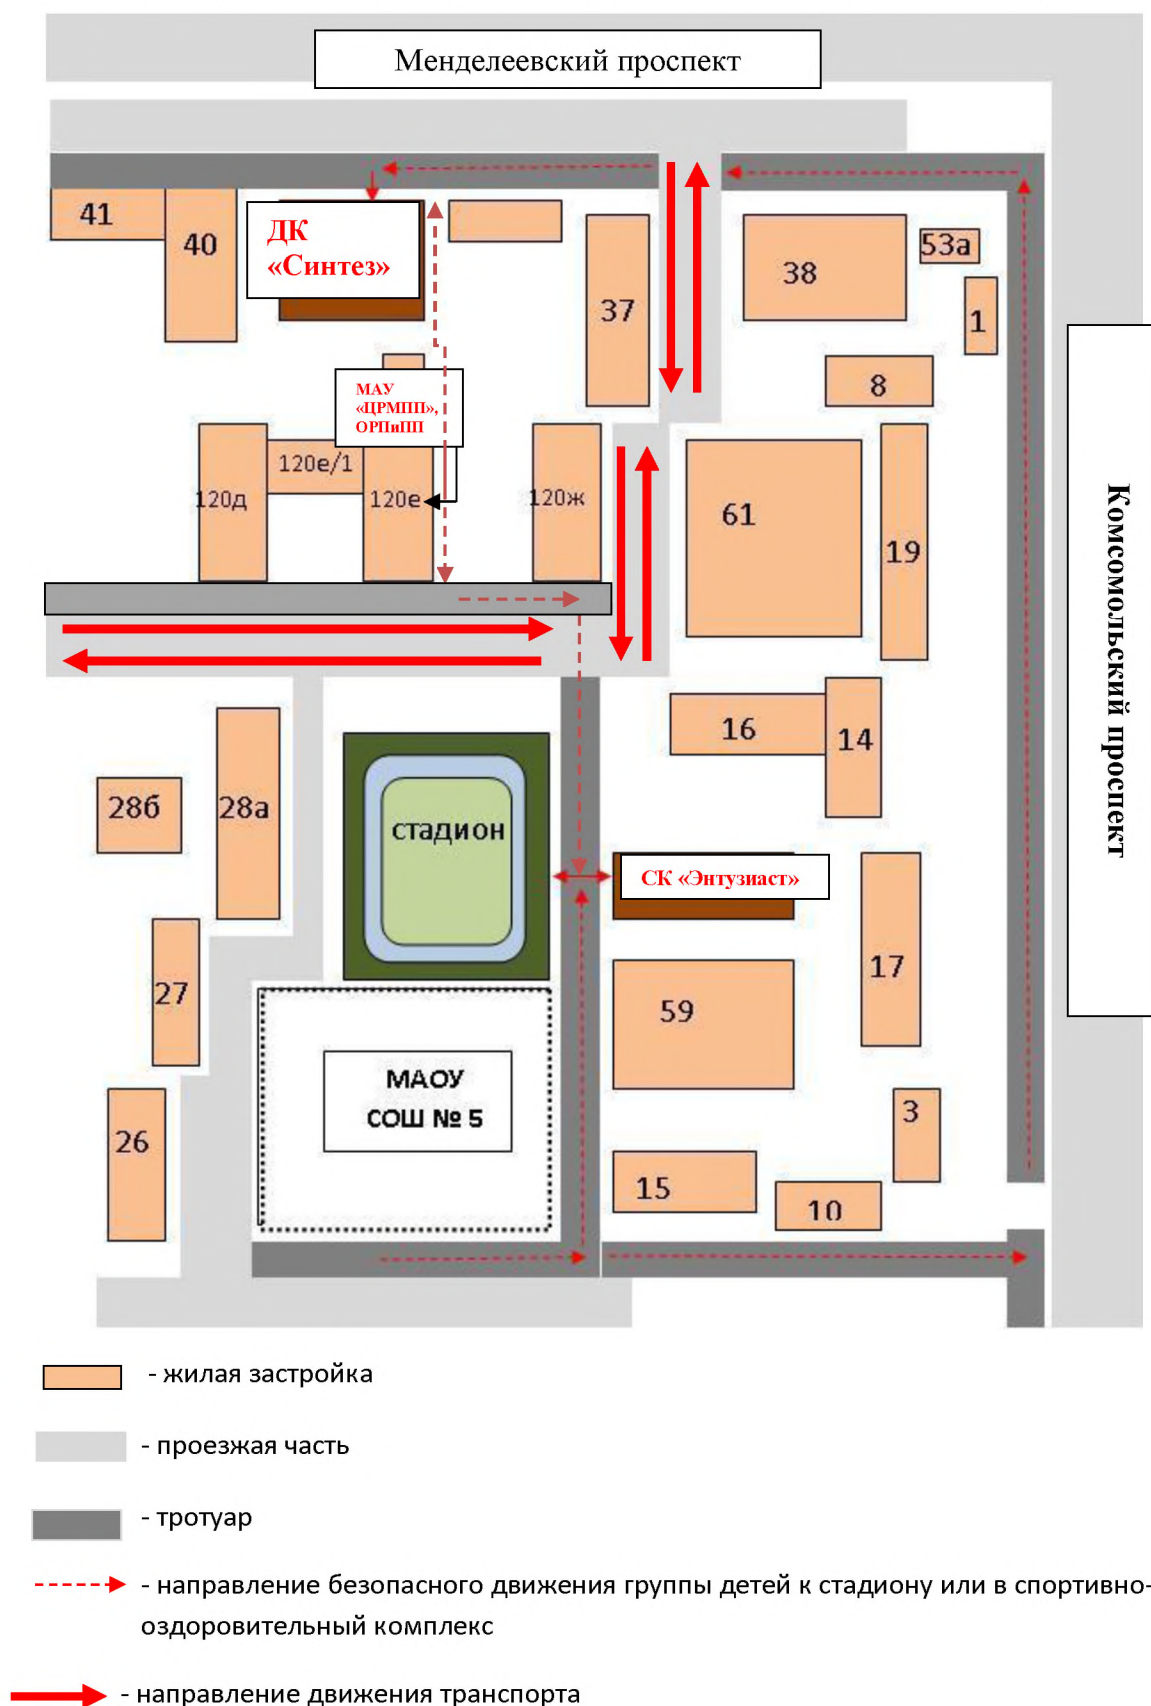 Менделеевский проспект
41
40
ДК
«Синтез»
37
38
53а
1
8
МАУ
«ЦРМПП»,
ОРПиПП
120д
120е/1
120е
120ж
61
19
Комсомольский проспект
16
14
28б
28а
стадион
СК «Энтузиаст»
27
17
59
МАОУ
СОШ № 5
26
3
15
10
- жилая застройка
- проезжая часть
- тротуар
- направление безопасного движения группы детей к стадиону или в спортивно-
оздоровительный комплекс
- направление движения транспорта